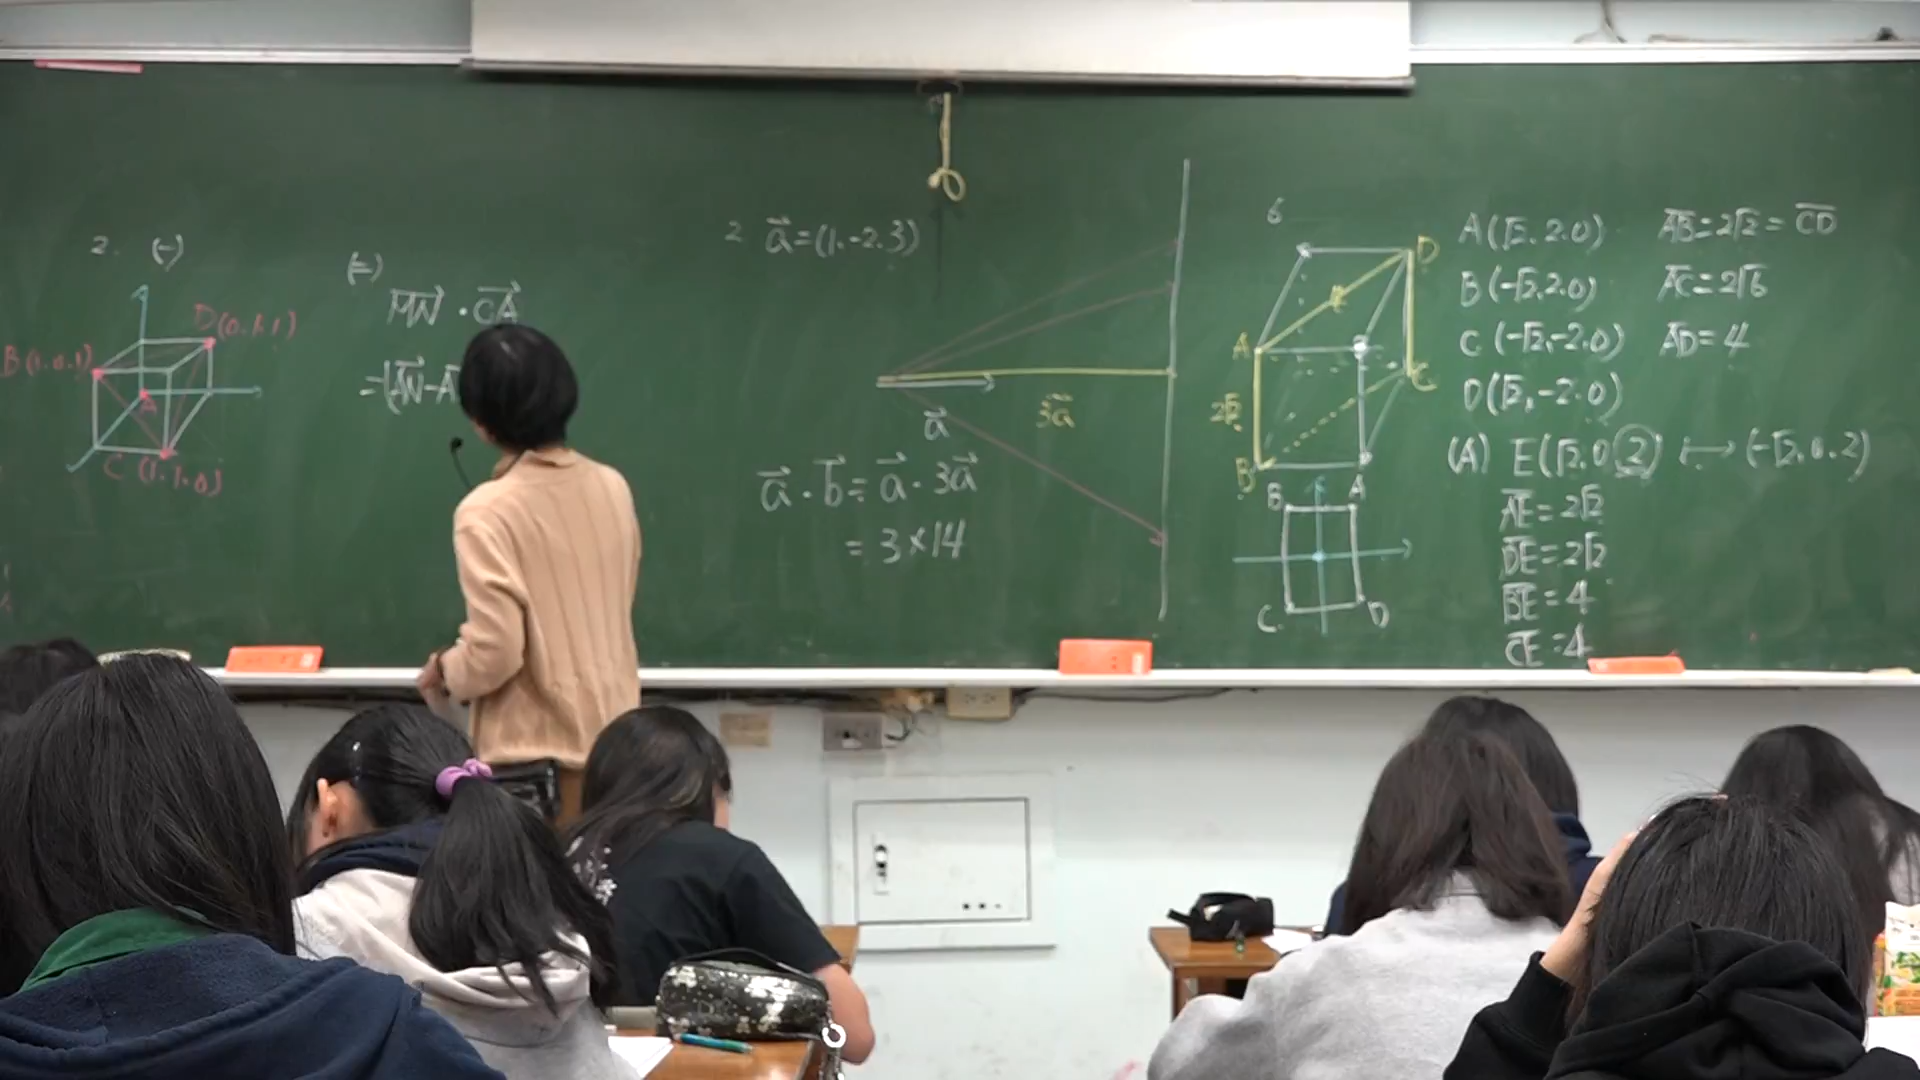 2. (一)
D(0.1.1)
B(1.0.1)
A
C(1.1.0)
(二)
MN · CA
=(AN-A
2 a=(1.-2.3)
a
3a
a·b = a·3a
= 3×14
6
D
E
A
C
2√2
B
B A
C D
A(√2.2.0)
B(-√2.2.0)
C(-√2.-2.0)
D(√2.-2.0)
AB=2√2=CD
AC=2√6
AD=4
(A) E(√2.0.2) ⟼ (-√2.0.2)
AE=2√2
DE=2√2
BE=4
CE=4